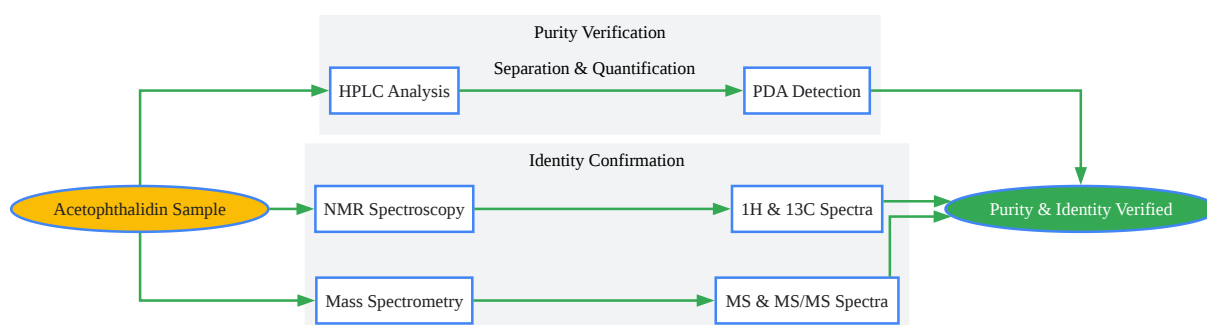 Purity Verification
Separation & Quantification
HPLC Analysis
PDA Detection
Identity Confirmation
Acetophthalidin Sample
NMR Spectroscopy
1H & 13C Spectra
Purity & Identity Verified
Mass Spectrometry
MS & MS/MS Spectra